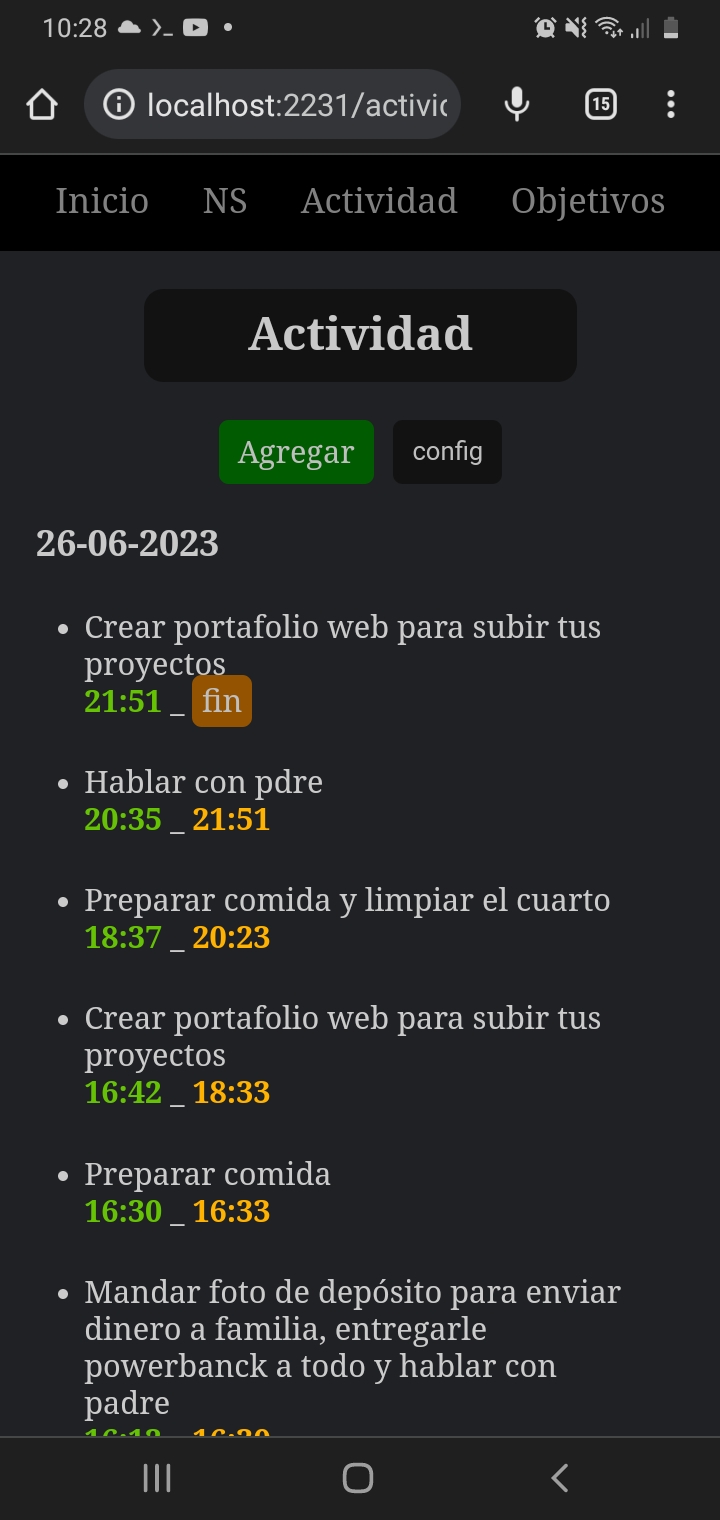 10:28
localhost:2231/activi
15
Inicio NS Actividad Objetivos
Actividad
Agregar config
26-06-2023
• Crear portafolio web para subir tus
proyectos
21:51 _ fin
• Hablar con pdre
20:35 _ 21:51
• Preparar comida y limpiar el cuarto
18:37 _ 20:23
• Crear portafolio web para subir tus
proyectos
16:42 _ 18:33
• Preparar comida
16:30 _ 16:33
• Mandar foto de depósito para enviar
dinero a familia, entregarle
powerbanck a todo y hablar con
padre